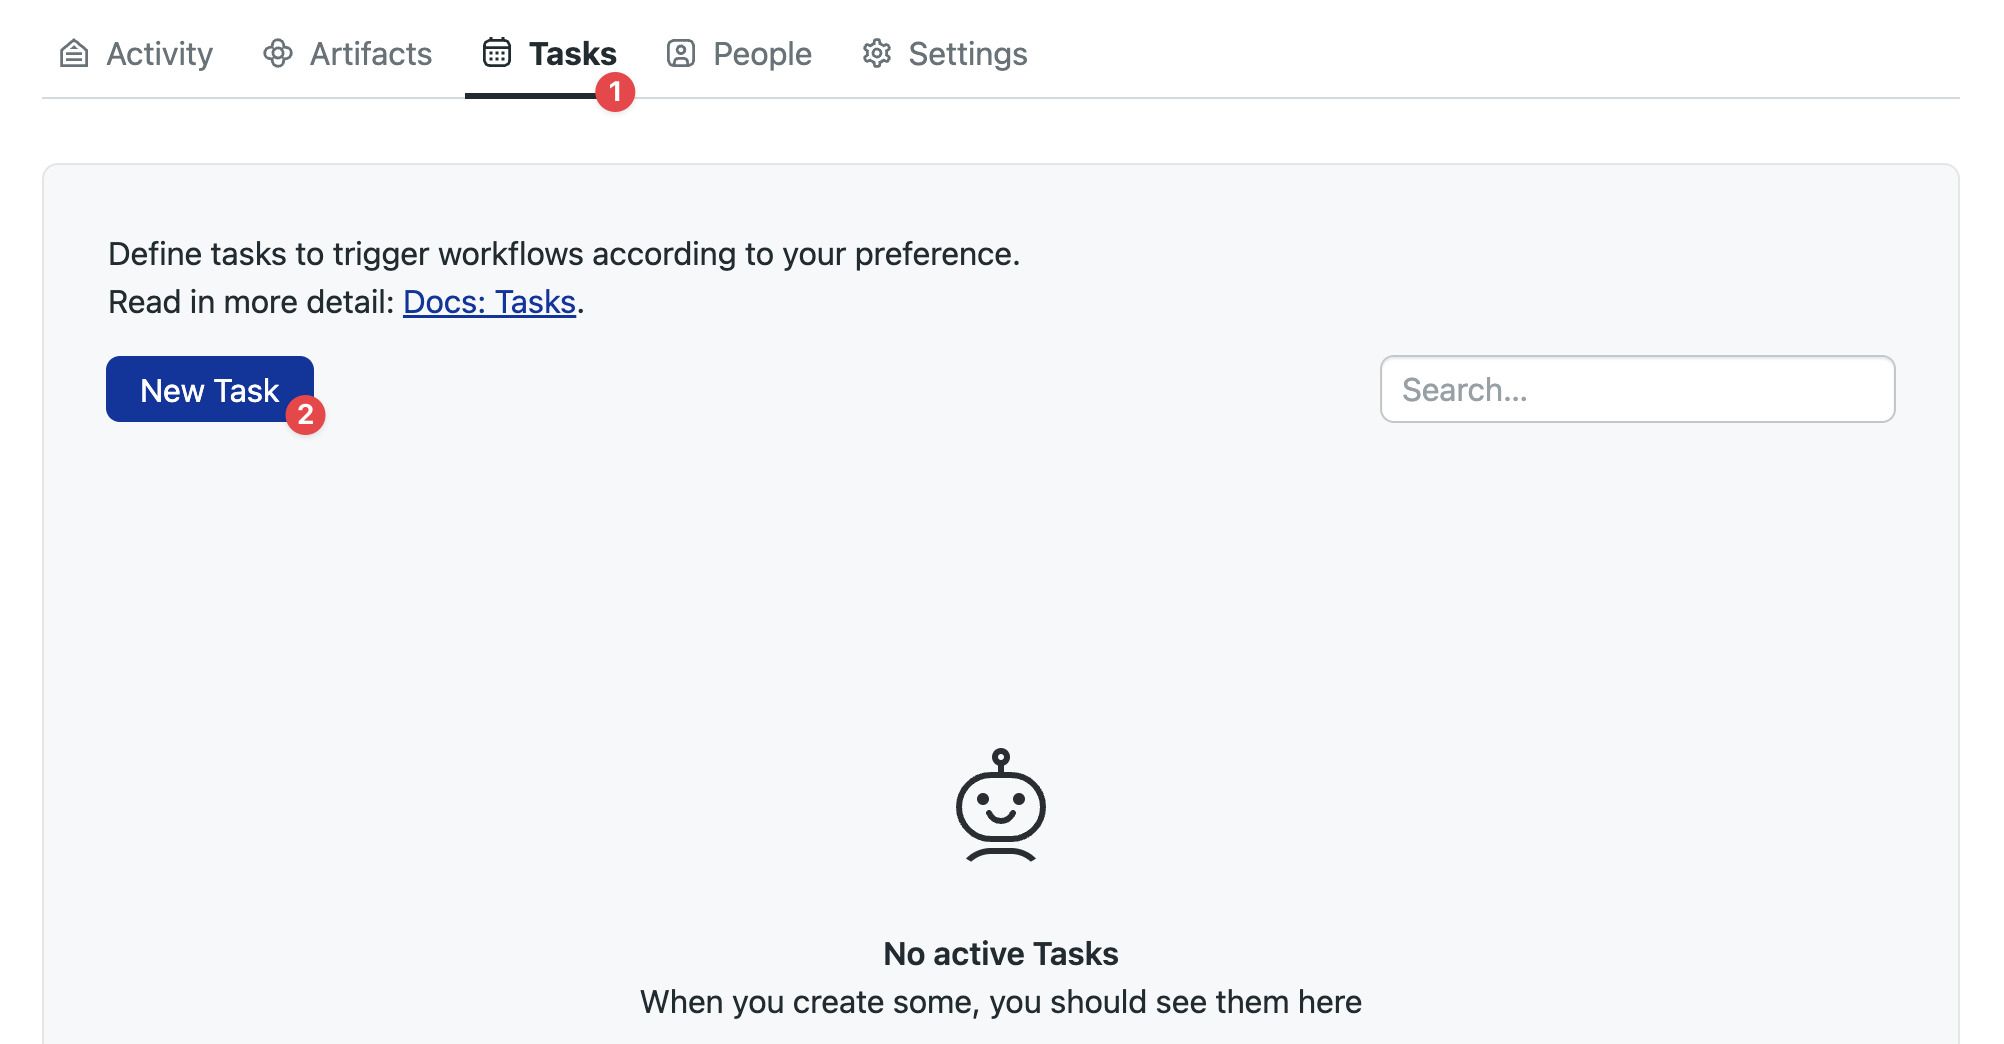 Activity Artifacts Tasks People Settings
1
Define tasks to trigger workflows according to your preference.
Read in more detail: Docs: Tasks.
New Task Search...
2
No active Tasks
When you create some, you should see them here